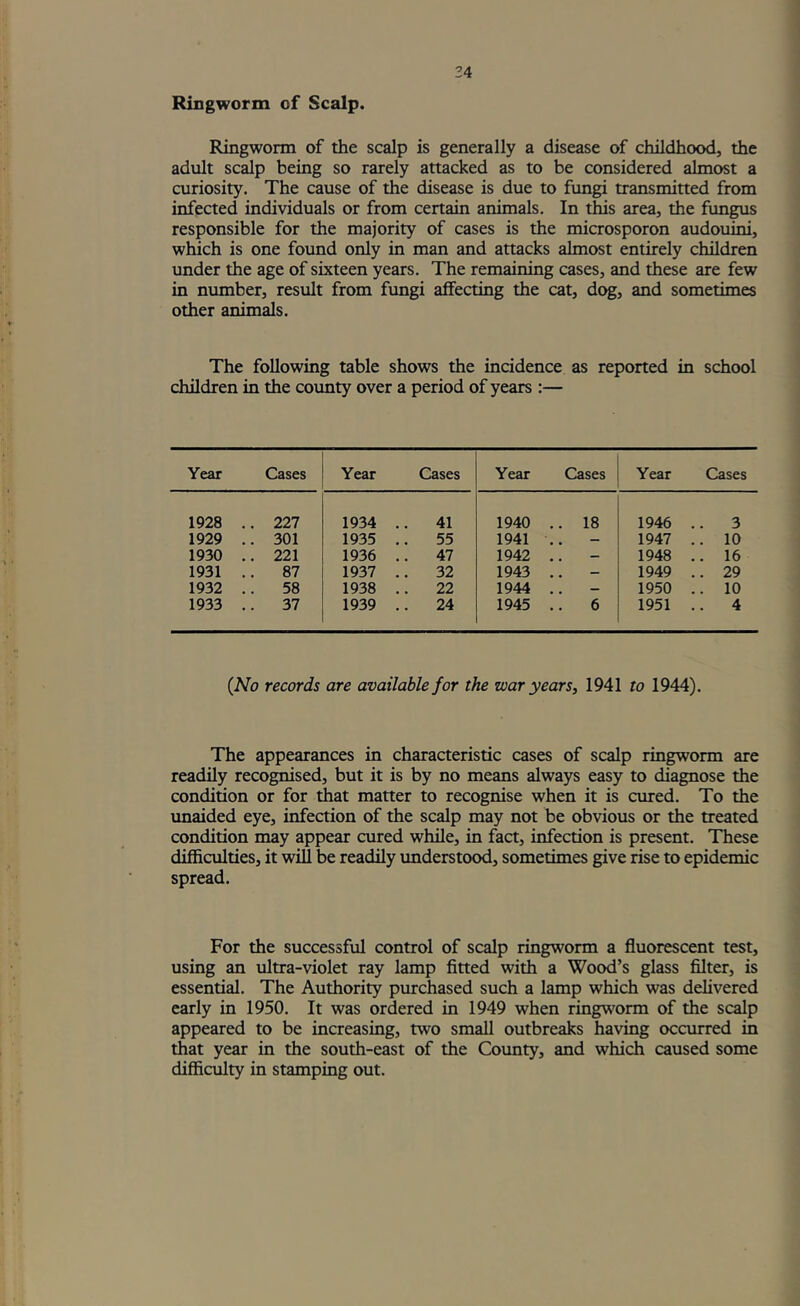 34
Ringworm of Scalp.
Ringworm of the scalp is generally a disease of childhood, the
adult scalp being so rarely attacked as to be considered almost a
curiosity. The cause of the disease is due to fungi transmitted from
infected individuals or from certain animals. In this area, the fungus
responsible for the majority of cases is the microsporon audouini,
which is one found only in man and attacks almost entirely children
under the age of sixteen years. The remaining cases, and these are few
in number, result from fungi affecting the cat, dog, and sometimes
other animals.
The following table shows the incidence as reported in school
children in the county over a period of years :—
Year Cases Year Cases Year Cases Year Cases
1928 .. 227 1934 .. 41 1940 .. 18 1946 .. 3
1929 .. 301 1935 .. 55 1941 .. – 1947 .. 10
1930 .. 221 1936 .. 47 1942 .. – 1948 .. 16
1931 .. 87 1937 .. 32 1943 .. – 1949 .. 29
1932 .. 58 1938 .. 22 1944 .. – 1950 .. 10
1933 .. 37 1939 .. 24 1945 .. 6 1951 .. 4
(No records are available for the war years, 1941 to 1944).
The appearances in characteristic cases of scalp ringworm are
readily recognised, but it is by no means always easy to diagnose the
condition or for that matter to recognise when it is cured. To the
unaided eye, infection of the scalp may not be obvious or the treated
condition may appear cured while, in fact, infection is present. These
difficulties, it will be readily understood, sometimes give rise to epidemic
spread.
For the successful control of scalp ringworm a fluorescent test,
using an ultra-violet ray lamp fitted with a Wood's glass filter, is
essential. The Authority purchased such a lamp which was delivered
early in 1950. It was ordered in 1949 when ringworm of the scalp
appeared to be increasing, two small outbreaks having occurred in
that year in the south-east of the County, and which caused some
difficulty in stamping out.